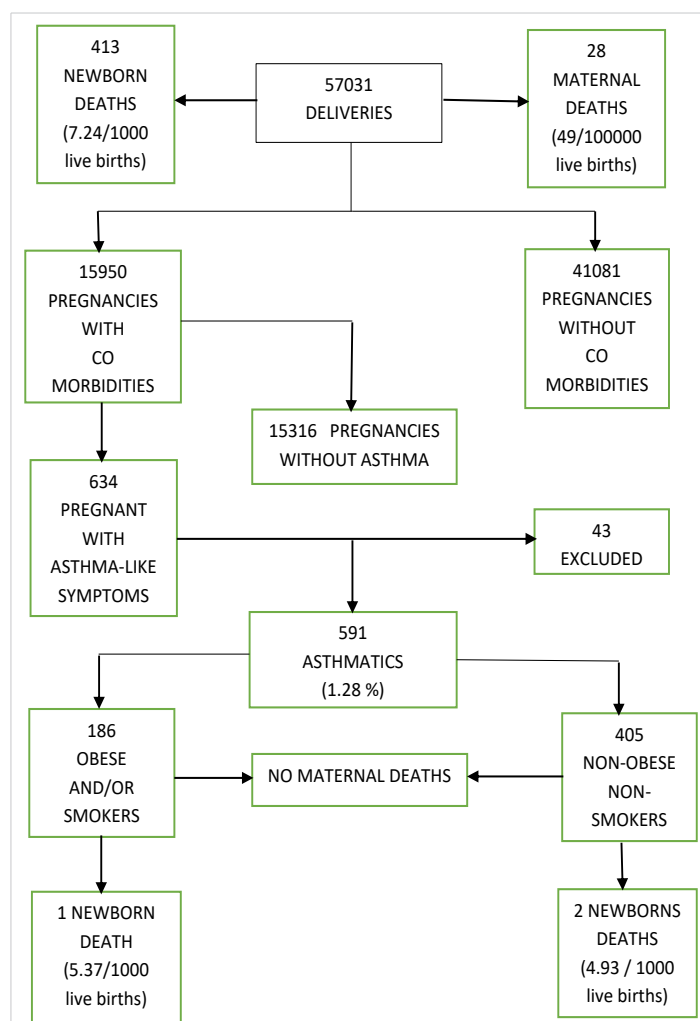 413
NEWBORN
DEATHS
(7.24/1000
live births)
57031
DELIVERIES
28
MATERNAL
DEATHS
(49/100000
live births)
15950
PREGNANCIES
WITH
CO
MORBIDITIES
41081
PREGNANCIES
WITHOUT
CO
MORBIDITIES
15316 PREGNANCIES
WITHOUT ASTHMA
634
PREGNANT
WITH
ASTHMA-LIKE
SYMPTOMS
43
EXCLUDED
591
ASTHMATICS
(1.28 %)
186
OBESE
AND/OR
SMOKERS
NO MATERNAL DEATHS
405
NON-OBESE
NON-
SMOKERS
1 NEWBORN
DEATH
(5.37/1000
live births)
2 NEWBORNS
DEATHS
(4.93 / 1000
live births)